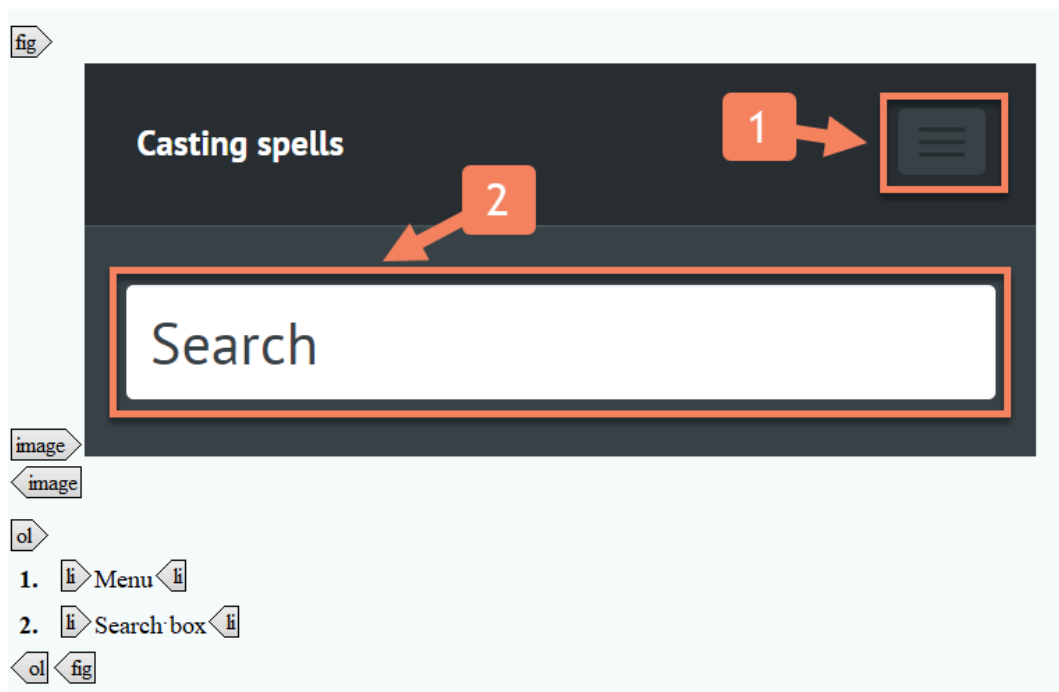 fig
Casting spells
1
2
Search
image
image
ol
1. li Menu li
2. li Search box li
ol fig